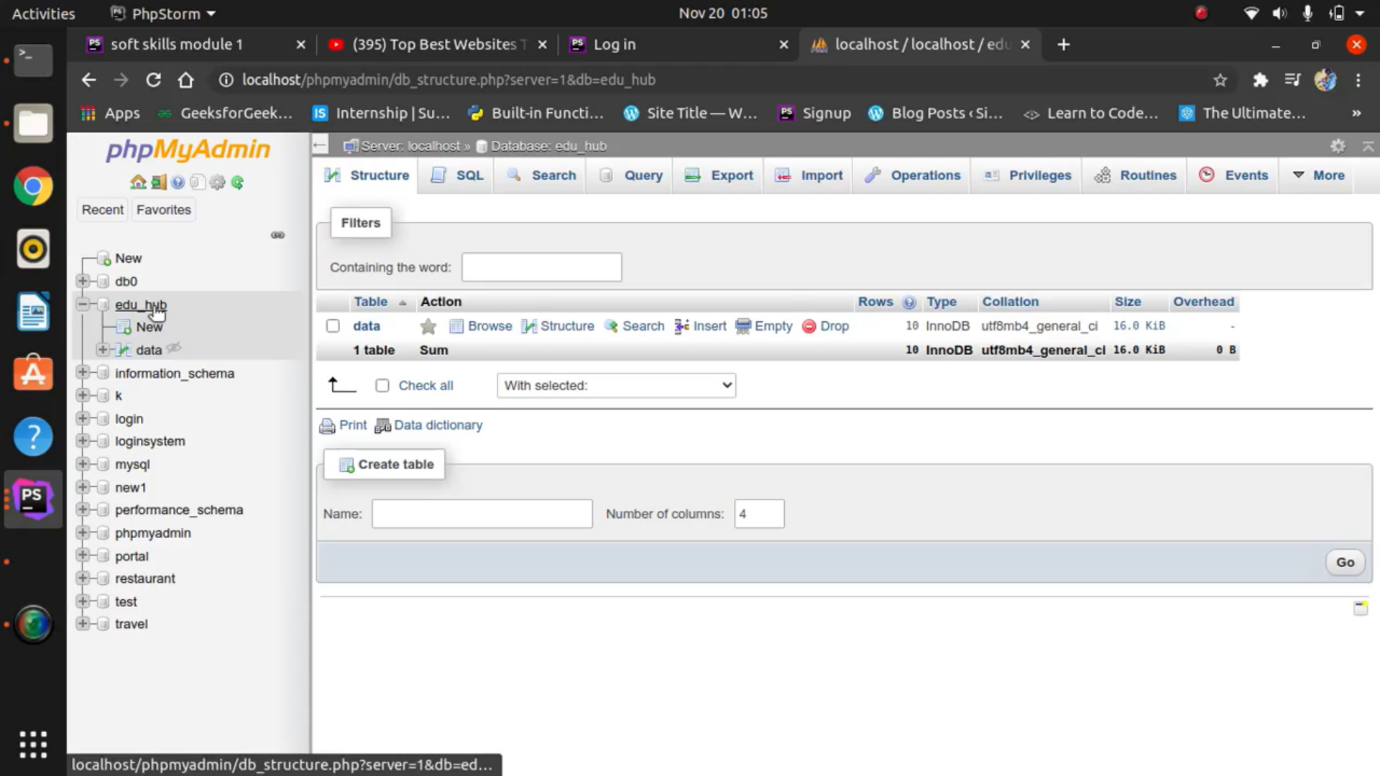 Activities PhpStorm Nov 20 01:05
soft skills module 1 (395) Top Best Websites T Log in localhost / localhost / edu
localhost/phpmyadmin/db_structure.php?server=1&db=edu_hub
Apps GeeksforGeek... Internship | Su... Built-in Functi... Site Title — W... Signup Blog Posts ‹ Si... Learn to Code... The Ultimate... »
phpMyAdmin
Server: localhost » Database: edu_hub
Structure SQL Search Query Export Import Operations Privileges Routines Events More
Recent Favorites
Filters
Containing the word:
New
db0
edu_hub
New
data
information_schema
k
login
loginsystem
mysql
new1
performance_schema
phpmyadmin
portal
restaurant
test
travel
Table Action Rows Type Collation Size Overhead
data Browse Structure Search Insert Empty Drop 10 InnoDB utf8mb4_general_ci 16.0 KiB -
1 table Sum 10 InnoDB utf8mb4_general_ci 16.0 KiB 0 B
Check all With selected:
Print Data dictionary
Create table
Name: Number of columns: 4
Go
localhost/phpmyadmin/db_structure.php?server=1&db=ed...